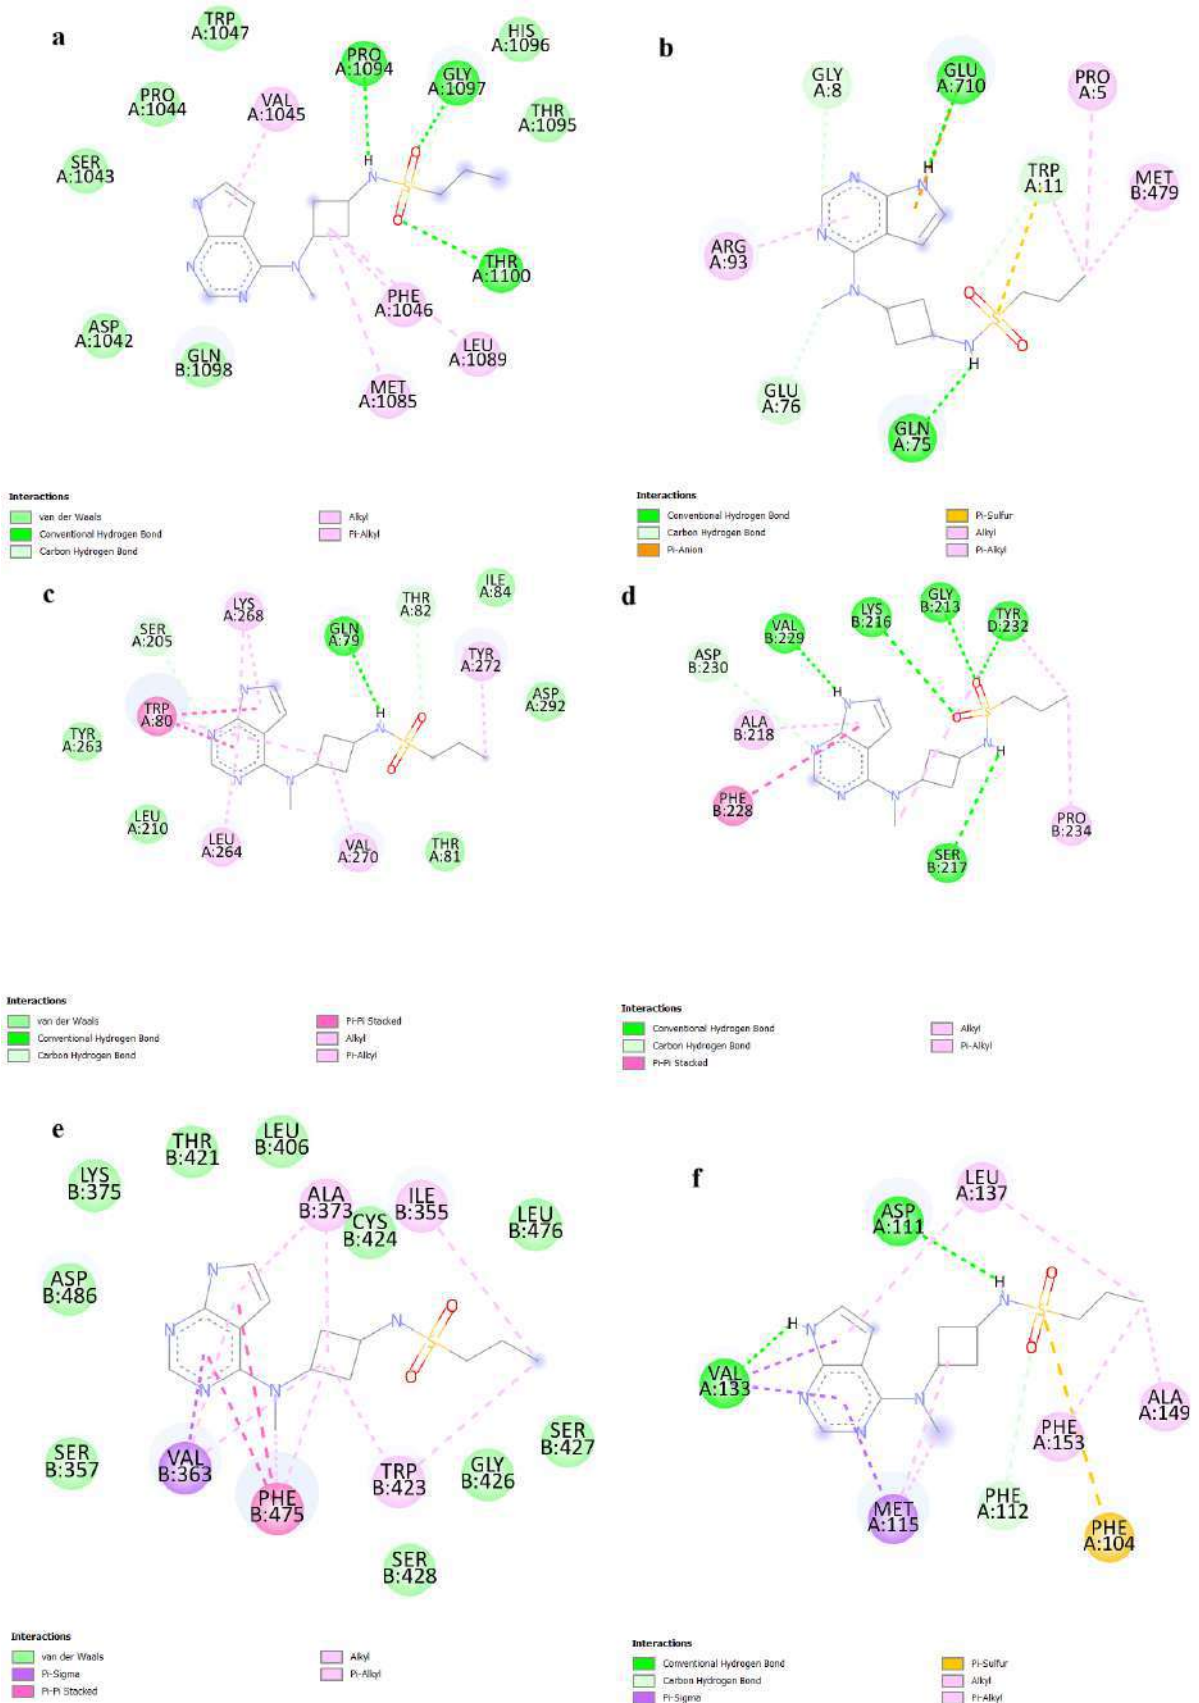 a
TRP
A:1047
PRO
A:1094
HIS
A:1096
GLY
A:1097
PRO
A:1044
VAL
A:1045
THR
A:1095
SER
A:1043
H
N
O
S
N
O
N
N
N
N
THR
A:1100
PHE
A:1046
ASP
A:1042
GLN
B:1098
LEU
A:1089
MET
A:1085
Interactions
van der Waals
Conventional Hydrogen Bond
Carbon Hydrogen Bond
Alkyl
Pi-Alkyl
b
GLY
A:8
GLU
A:710
PRO
A:5
TRP
A:11
MET
B:479
ARG
A:93
H
N
N
N
N
O
S
O
N
H
GLU
A:76
GLN
A:75
Interactions
Conventional Hydrogen Bond
Carbon Hydrogen Bond
Pi-Anion
Pi-Sulfur
Alkyl
Pi-Alkyl
c
LYS
A:268
THR
A:82
ILE
A:84
SER
A:205
GLN
A:79
TYR
A:272
TRP
A:80
ASP
A:292
TYR
A:263
H
N
O
S
O
N
N
N
N
LEU
A:210
LEU
A:264
VAL
A:270
THR
A:81
Interactions
van der Waals
Conventional Hydrogen Bond
Carbon Hydrogen Bond
Pi-Pi Stacked
Alkyl
Pi-Alkyl
d
VAL
B:229
LYS
B:216
GLY
B:213
TYR
D:232
ASP
B:230
ALA
B:218
H
N
O
O
S
N
H
N
N
N
PHE
B:228
PRO
B:234
SER
B:217
Interactions
Conventional Hydrogen Bond
Carbon Hydrogen Bond
Pi-Pi Stacked
Alkyl
Pi-Alkyl
e
THR
B:421
LEU
B:406
LYS
B:375
ALA
B:373
ILE
B:355
CYS
B:424
LEU
B:476
ASP
B:486
N
N
N
N
N
O
S
O
SER
B:357
VAL
B:363
PHE
B:475
TRP
B:423
GLY
B:426
SER
B:427
SER
B:428
Interactions
van der Waals
Pi-Sigma
Pi-Pi Stacked
Alkyl
Pi-Alkyl
f
LEU
A:137
ASP
A:111
H
N
O
S
O
H
N
N
N
N
VAL
A:133
PHE
A:153
ALA
A:149
MET
A:115
PHE
A:112
PHE
A:104
Interactions
Conventional Hydrogen Bond
Carbon Hydrogen Bond
Pi-Sigma
Pi-Sulfur
Alkyl
Pi-Alkyl